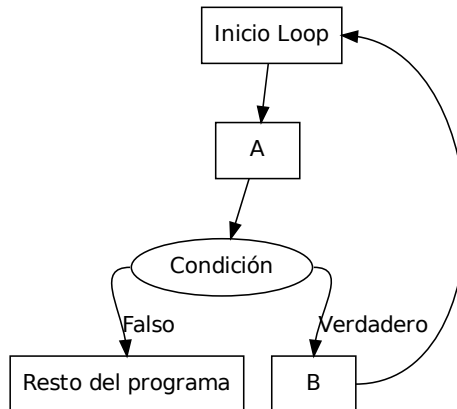 Inicio Loop
A
Condición
Falso
Verdadero
Resto del programa
B